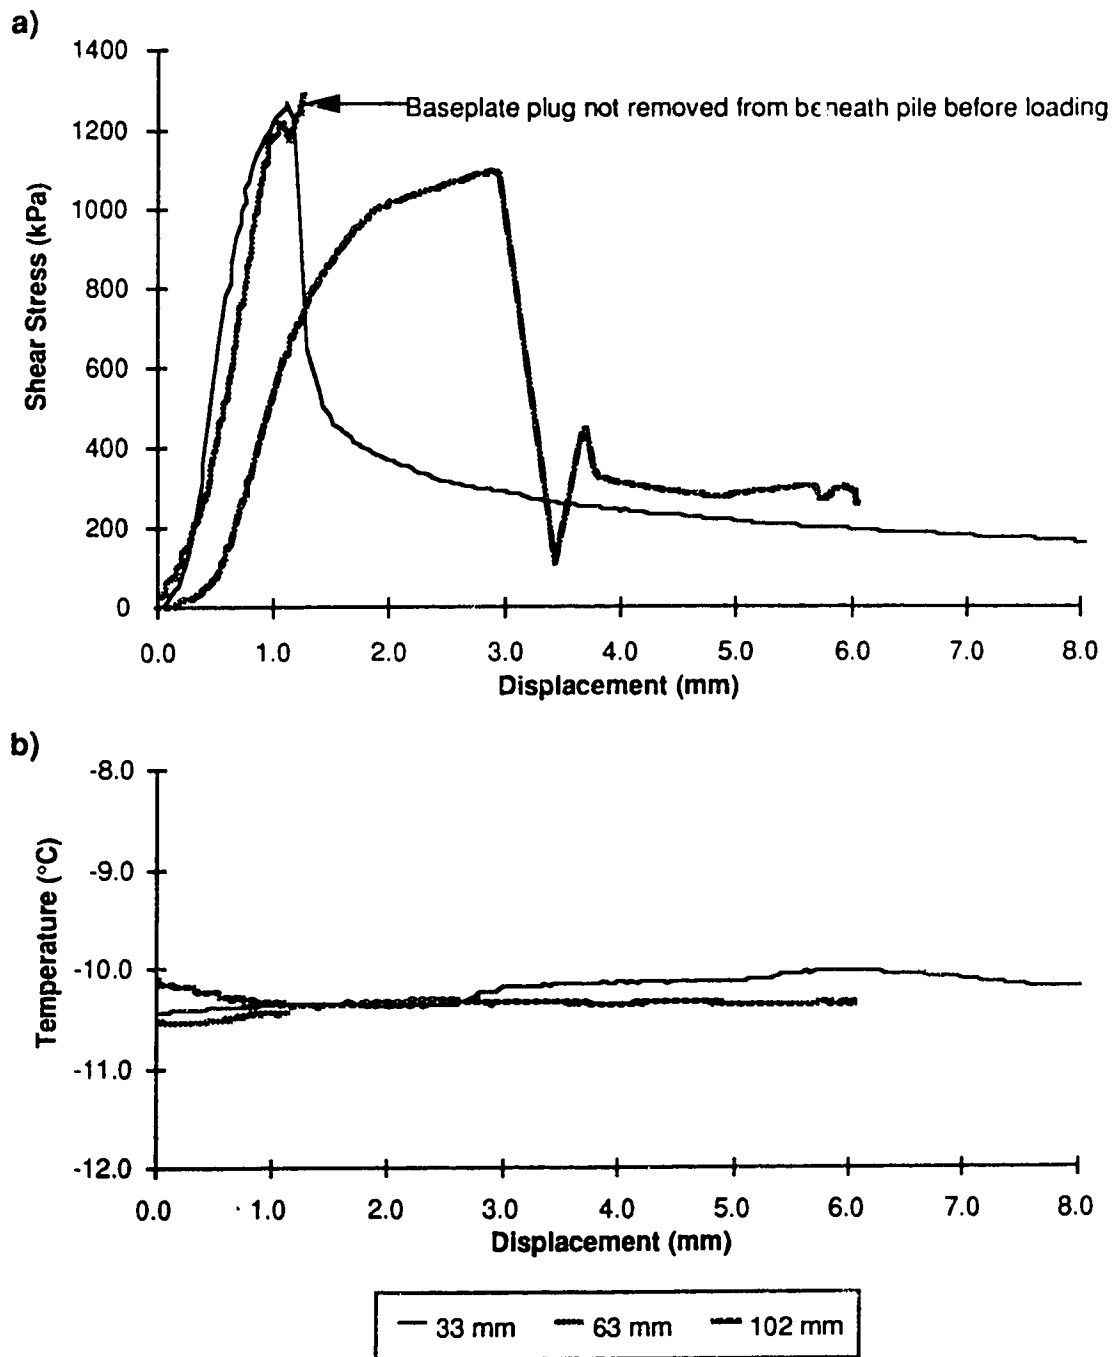 a)
1400
1200
1000
800
600
400
200
0
Shear Stress (kPa)
Baseplate plug not removed from beneath pile before loading
0.0 1.0 2.0 3.0 4.0 5.0 6.0 7.0 8.0
Displacement (mm)
b)
-8.0
-9.0
-10.0
-11.0
-12.0
Temperature (°C)
0.0 1.0 2.0 3.0 4.0 5.0 6.0 7.0 8.0
Displacement (mm)
33 mm 63 mm 102 mm